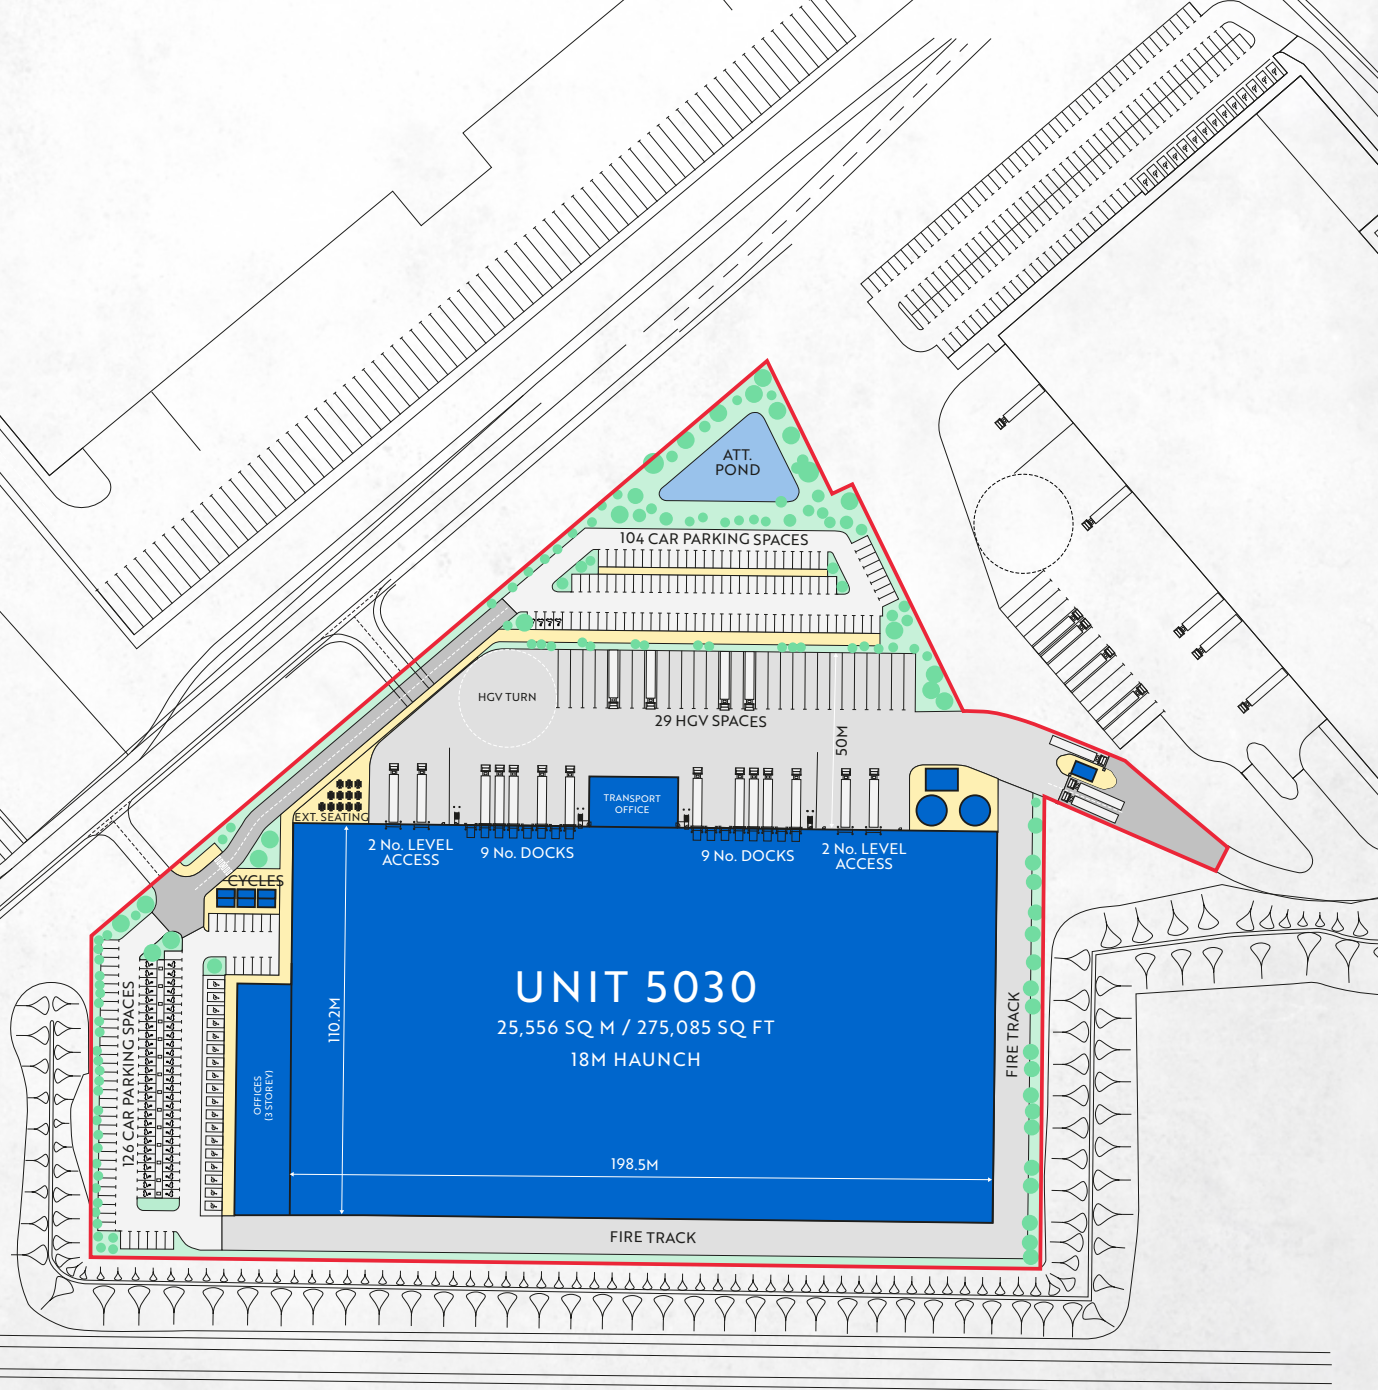 ATT.
POND
104 CAR PARKING SPACES
HGV TURN
29 HGV SPACES
50M
EXT. SEATING
TRANSPORT
OFFICE
2 No. LEVEL
ACCESS
9 No. DOCKS
9 No. DOCKS
2 No. LEVEL
ACCESS
CYCLES
UNIT 5030
25,556 SQ M / 275,085 SQ FT
18M HAUNCH
110.2M
126 CAR PARKING SPACES
OFFICES
(3 STOREY)
FIRE TRACK
198.5M
FIRE TRACK